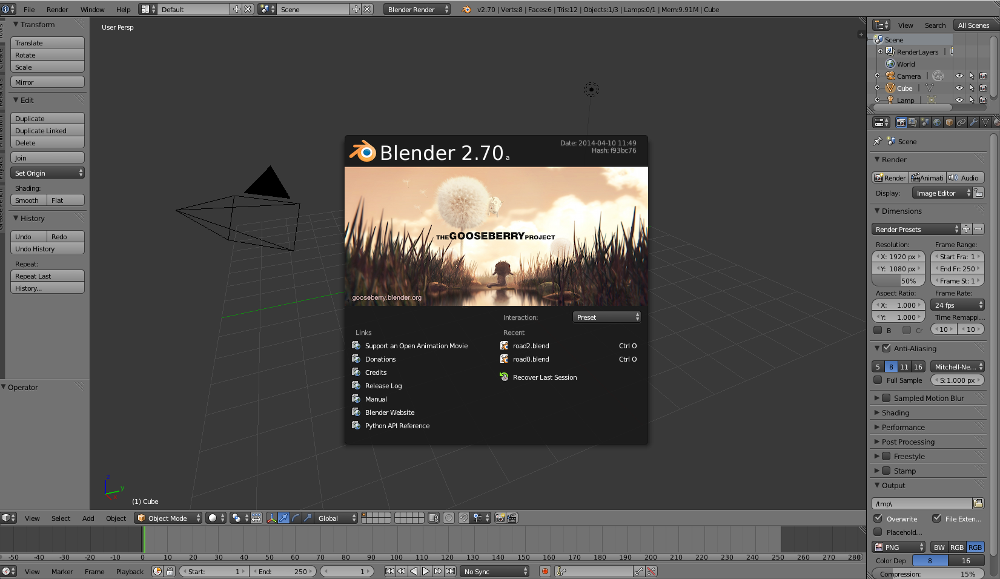 File Render Window Help Default Scene Blender Render v2.70 | Verts:8 | Faces:6 | Tris:12 | Objects:1/3 | Lamps:0/1 | Mem:9.91M | Cube
Transform
Translate
Rotate
Scale
Mirror
Edit
Duplicate
Duplicate Linked
Delete
Join
Set Origin
Shading:
Smooth Flat
History
Undo Redo
Undo History
Repeat:
Repeat Last
History...
Operator
User Persp
Blender 2.70 a
Date: 2014-04-10 11:49
Hash: f93bc76
THE GOOSEBERRY PROJECT
gooseberry.blender.org
Interaction: Preset
Links
Support an Open Animation Movie
Donations
Credits
Release Log
Manual
Blender Website
Python API Reference
Recent
road2.blend Ctrl O
road0.blend Ctrl O
Recover Last Session
z
y
(1) Cube
View Select Add Object Object Mode Global
-50 -40 -30 -20 -10 0 10 20 30 40 50 60 70 80 90 100 110 120 130 140 150 160 170 180 190 200 210 220 230 240 250 260 270 280
View Marker Frame Playback Start: 1 End: 250 1 No Sync
View Search All Scenes
Scene
RenderLayers |
World
Camera |
Cube |
Lamp |
Scene
Render
Render Animati Audio
Display: Image Editor
Dimensions
Render Presets
Resolution: Frame Range:
X: 1920 px Start Fra: 1
Y: 1080 px End Fr: 250
50% Frame St: 1
Aspect Ratio: Frame Rate:
X: 1.000 24 fps
Y: 1.000 Time Remappi...
B Cr 10 10
Anti-Aliasing
5 8 11 16 Mitchell-Ne...
Full Sample S: 1.000 px
Sampled Motion Blur
Shading
Performance
Post Processing
Freestyle
Stamp
Output
/tmp\
Overwrite File Exten...
Placehold...
PNG BW RGB RGB
Color Dep 8 16
Compression: 15%